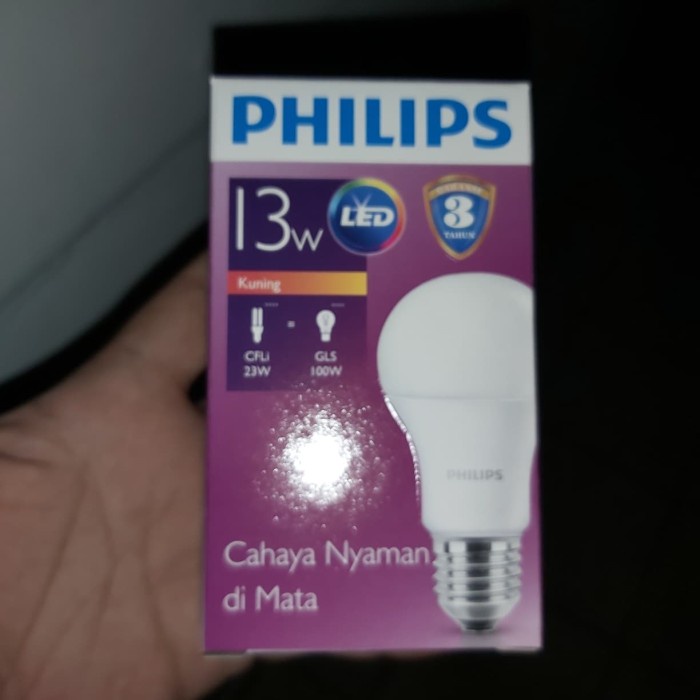 PHILIPS
13W
LED
3
TAHUN
Kuning
=
CFLi
23W
GLS
100W
PHILIPS
Cahaya Nyaman
di Mata